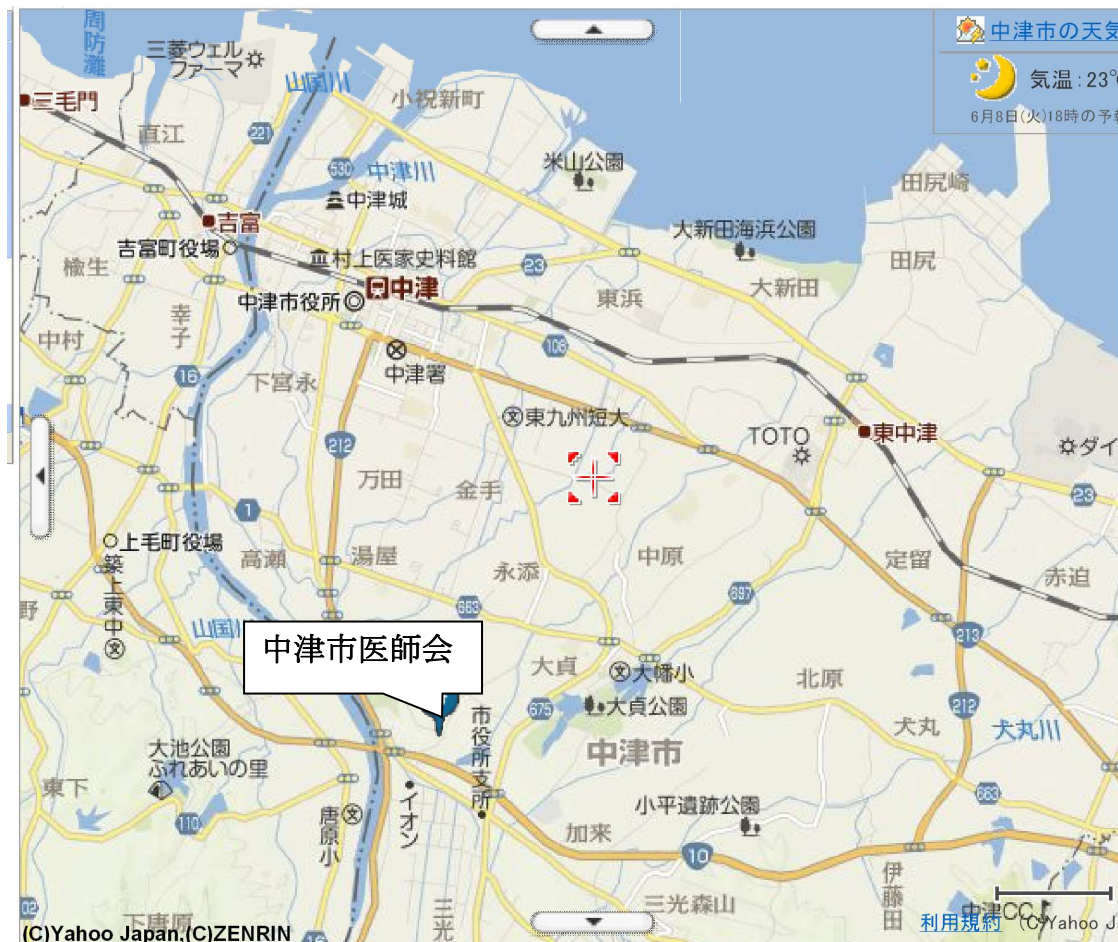 周防灘
三菱ウェル
ファーマ
山国川
小祝新町
三毛門
直江
221
530
中津川
米山公園
中津城
田尻崎
吉富
吉富町役場
村上医家史料館
大新田海浜公園
楡生
23
田尻
中津
中津市役所
東浜
大新田
幸子
中村
106
中津署
16
下宮永
東九州短大
212
TOTO
東中津
ダイ
万田
金手
23
1
上毛町役場
高瀬
湯屋
永添
中原
定留
赤迫
築上東中
野
663
697
山国川
213
中津市医師会
大貞
大幡小
北原
675
大貞公園
212
市役所支所
犬丸
犬丸川
中津市
大池公園
ふれあいの里
東下
イオン
663
小平遺跡公園
110
唐原小
加来
10
伊藤田
02
三光
三光森山
中津CC
下唐原
16
中津市の天気
気温:23℃
6月8日(火)18時の予報
利用規約
(C)Yahoo J
(C)Yahoo Japan,(C)ZENRIN